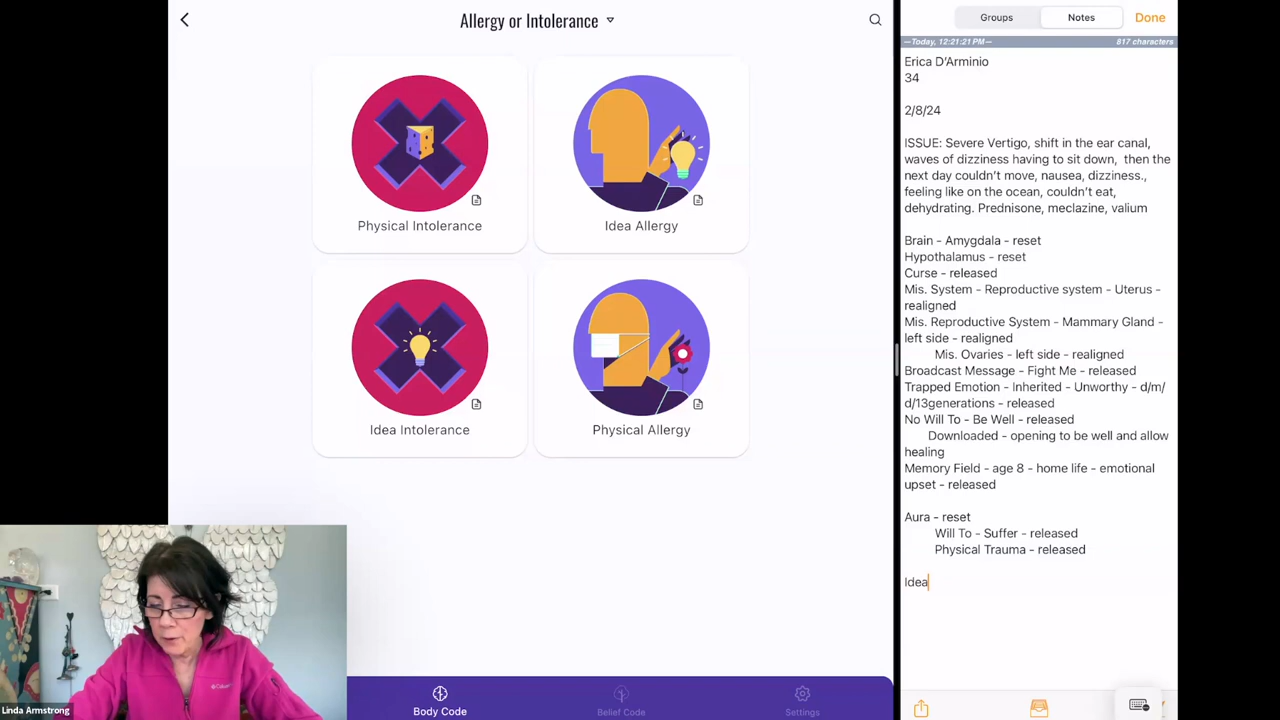 Allergy or Intolerance
Physical Intolerance
Idea Allergy
Idea Intolerance
Physical Allergy
Linda Armstrong
Body Code
Belief Code
Settings
Groups
Notes
Done
—Today, 12:21:21 PM—
817 characters
Erica D'Arminio
34
2/8/24
ISSUE: Severe Vertigo, shift in the ear canal,
waves of dizziness having to sit down, then the
next day couldn't move, nausea, dizziness.,
feeling like on the ocean, couldn't eat,
dehydrating. Prednisone, meclazine, valium
Brain - Amygdala - reset
Hypothalamus - reset
Curse - released
Mis. System - Reproductive system - Uterus -
realigned
Mis. Reproductive System - Mammary Gland -
left side - realigned
Mis. Ovaries - left side - realigned
Broadcast Message - Fight Me - released
Trapped Emotion - Inherited - Unworthy - d/m/
d/13generations - released
No Will To - Be Well - released
Downloaded - opening to be well and allow
healing
Memory Field - age 8 - home life - emotional
upset - released
Aura - reset
Will To - Suffer - released
Physical Trauma - released
Idea